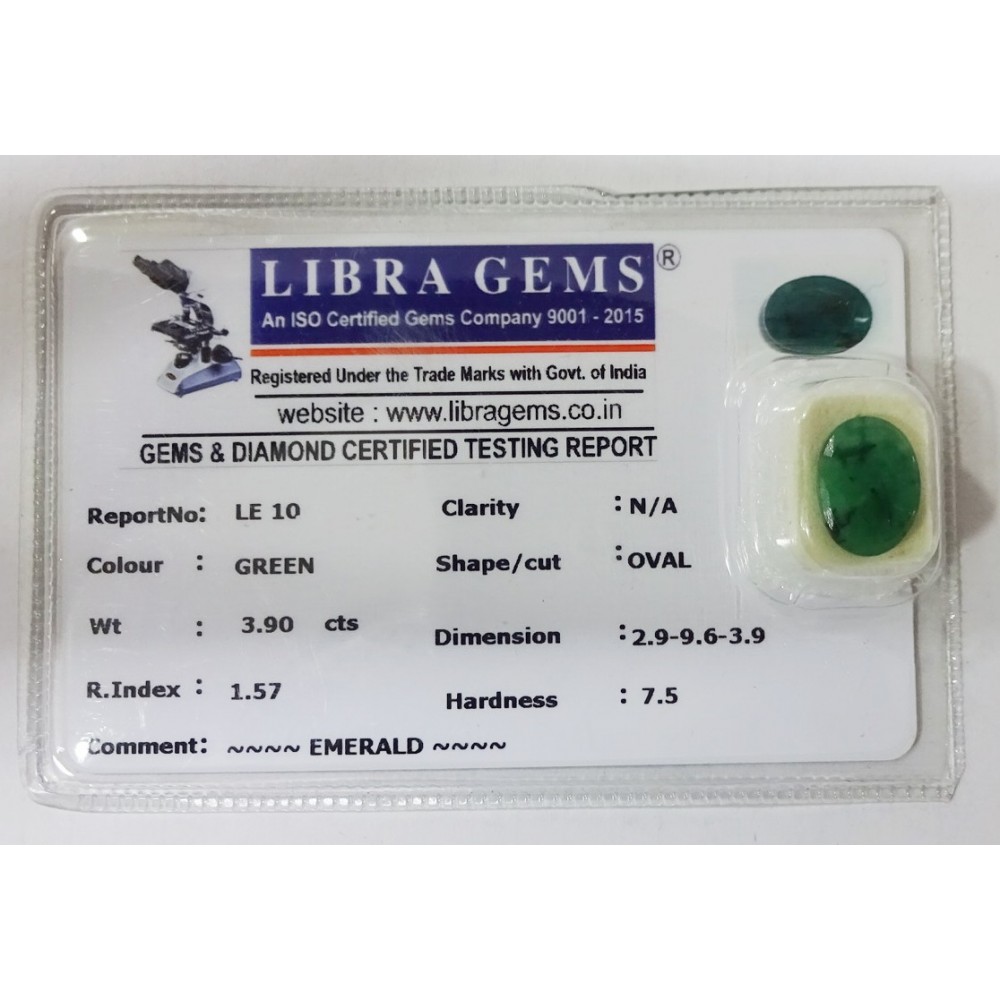 LIBRA GEMS ®
An ISO Certified Gems Company 9001 - 2015
Registered Under the Trade Marks with Govt. of India
website : www.libragems.co.in
GEMS & DIAMOND CERTIFIED TESTING REPORT
ReportNo: LE 10 Clarity : N/A
Colour : GREEN Shape/cut : OVAL
Wt : 3.90 cts Dimension : 2.9-9.6-3.9
R.Index : 1.57 Hardness : 7.5
Comment: ~~~~ EMERALD ~~~~